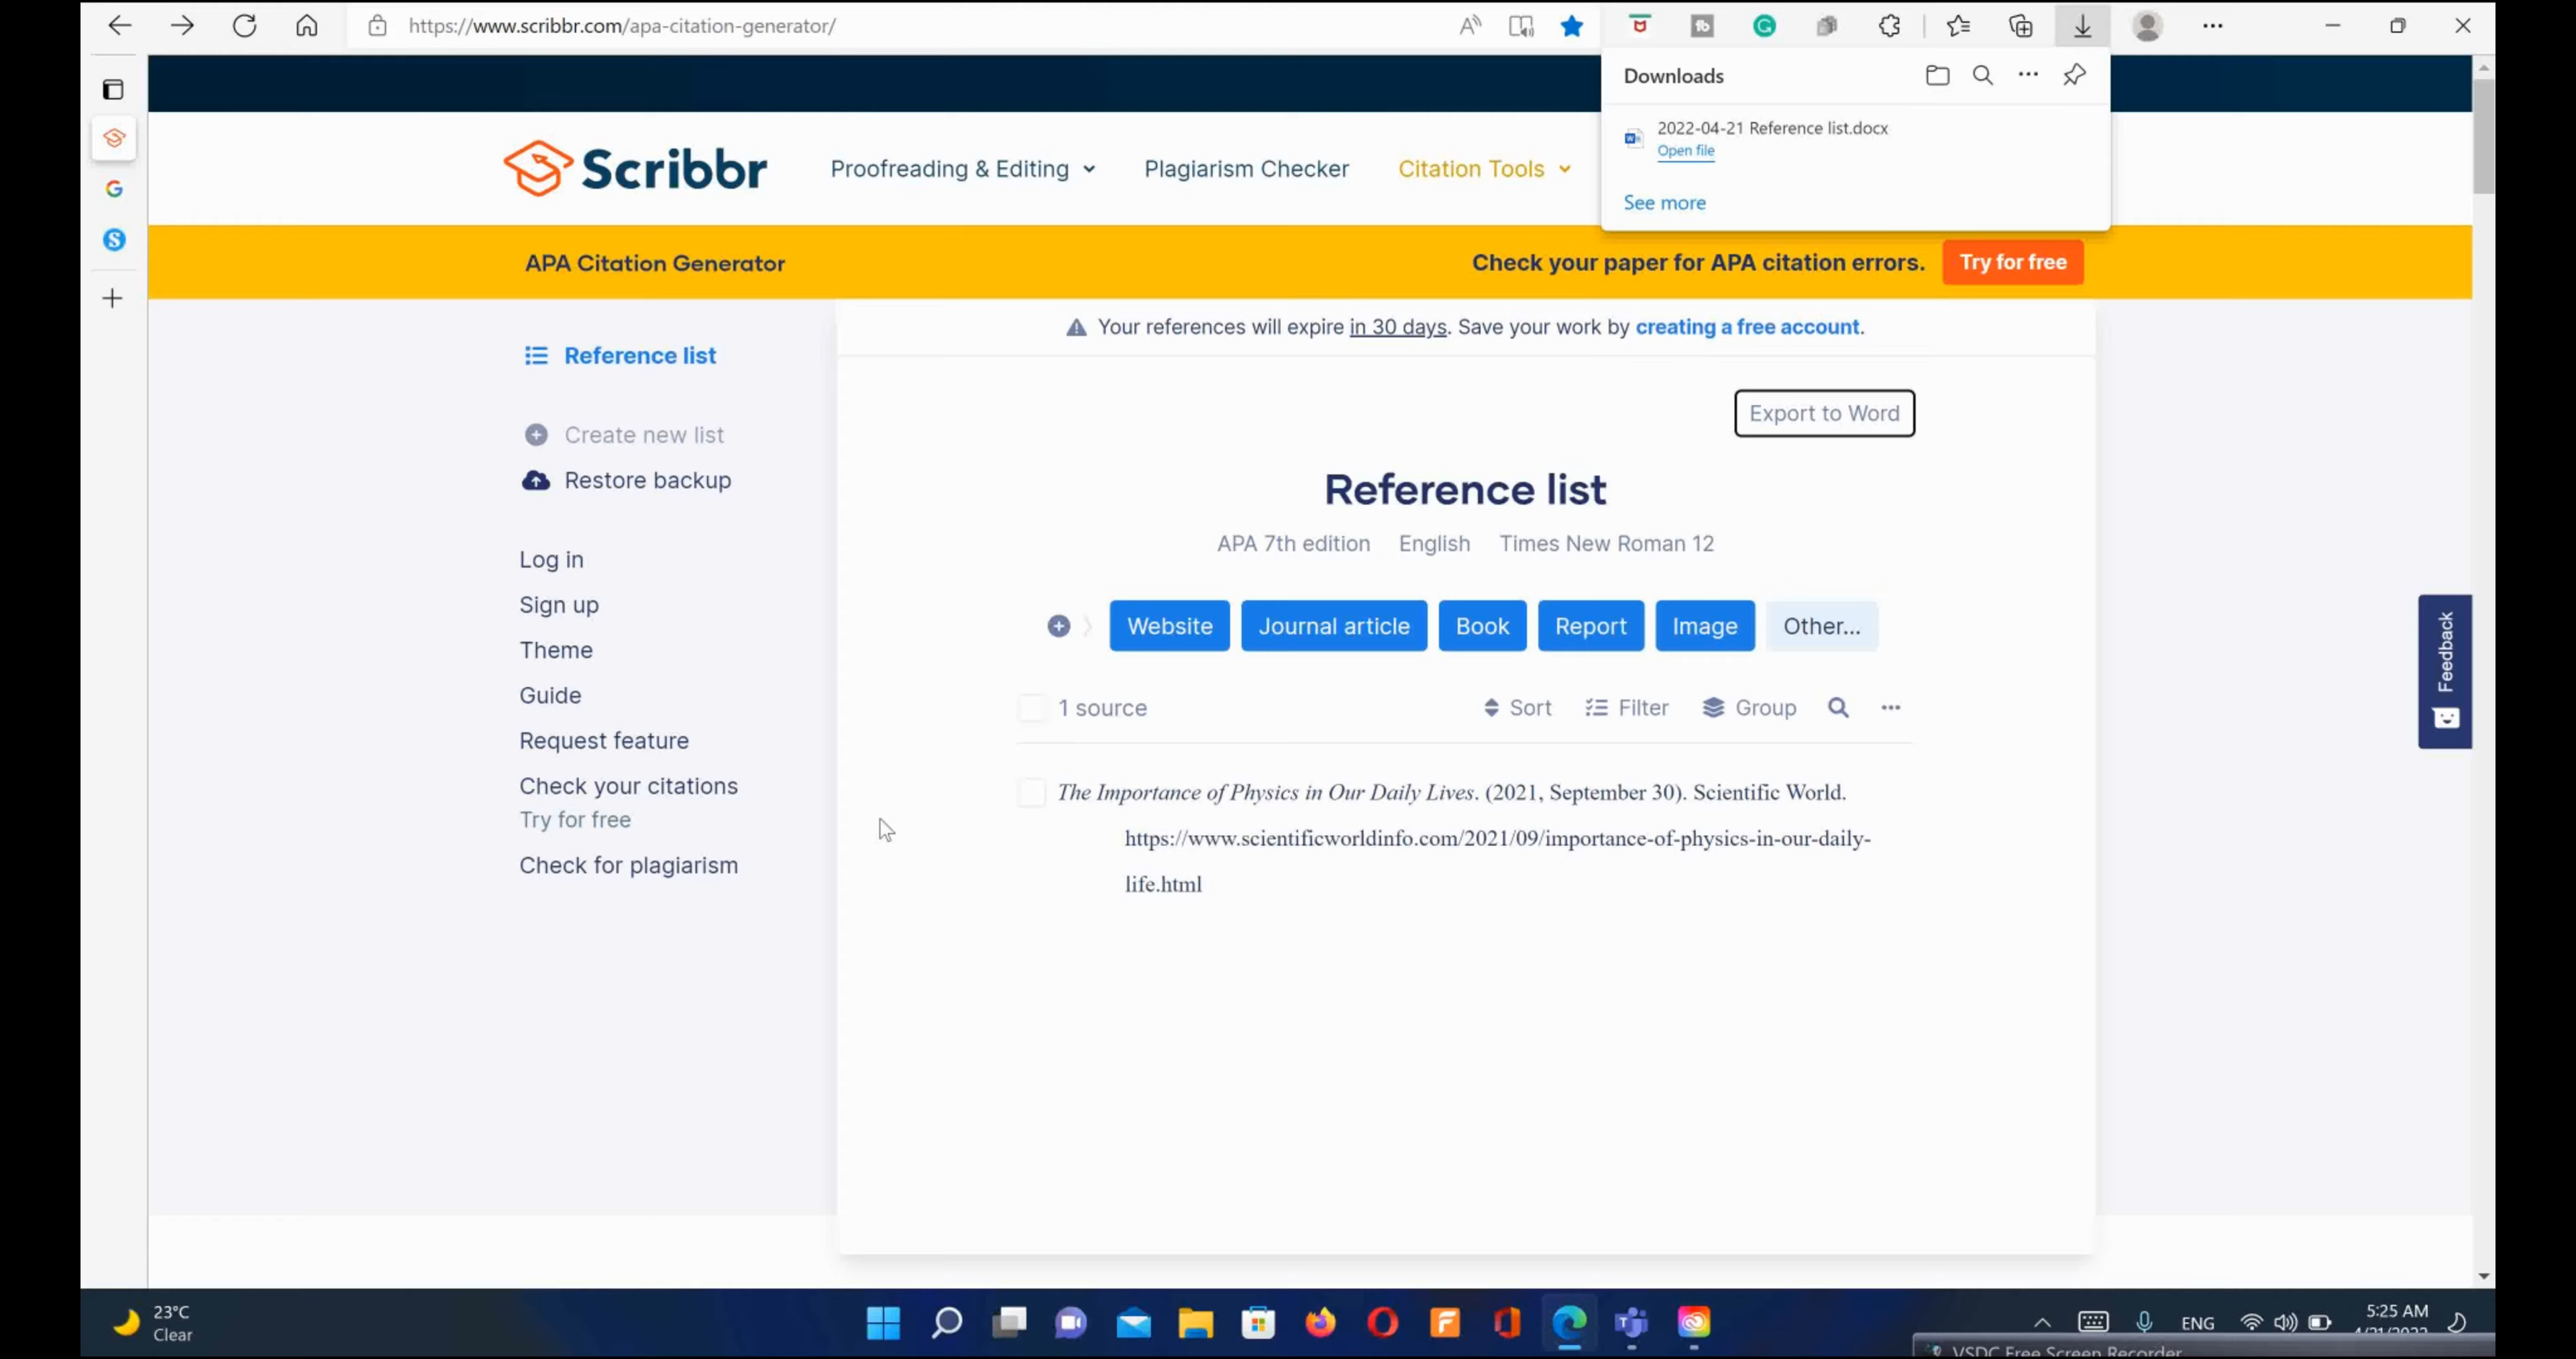 https://www.scribbr.com/apa-citation-generator/
Downloads
2022-04-21 Reference list.docx
Open file
See more
Scribbr
Proofreading & Editing
Plagiarism Checker
Citation Tools
APA Citation Generator
Check your paper for APA citation errors.
Try for free
Your references will expire in 30 days. Save your work by creating a free account.
Reference list
Create new list
Restore backup
Log in
Sign up
Theme
Guide
Request feature
Check your citations
Try for free
Check for plagiarism
Export to Word
Reference list
APA 7th edition English Times New Roman 12
Website Journal article Book Report Image Other...
1 source
Sort Filter Group
The Importance of Physics in Our Daily Lives. (2021, September 30). Scientific World.
https://www.scientificworldinfo.com/2021/09/importance-of-physics-in-our-daily-
life.html
Feedback
23°C
Clear
ENG
5:25 AM
4/21/2022
VSDC Free Screen Recorder